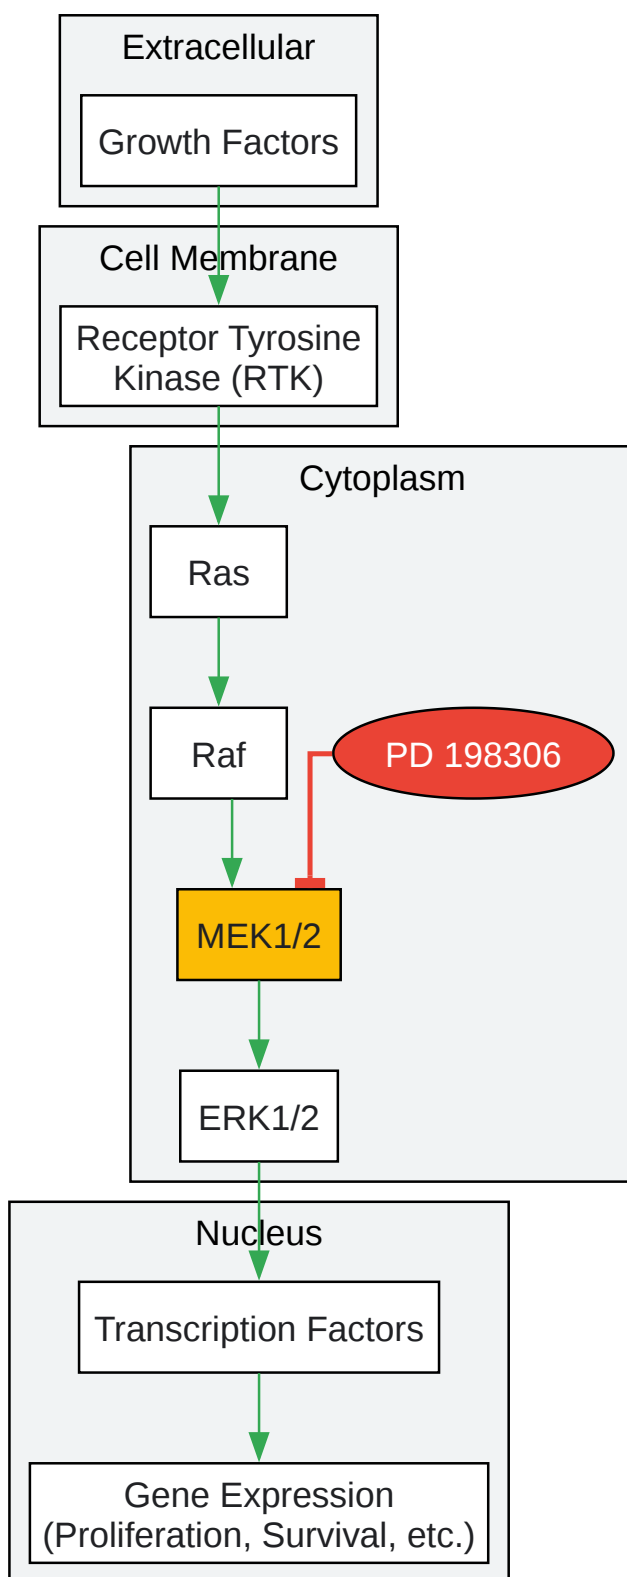 Extracellular
Growth Factors
Cell Membrane
Receptor Tyrosine
Kinase (RTK)
Cytoplasm
Ras
Raf
PD 198306
MEK1/2
ERK1/2
Nucleus
Transcription Factors
Gene Expression
(Proliferation, Survival, etc.)